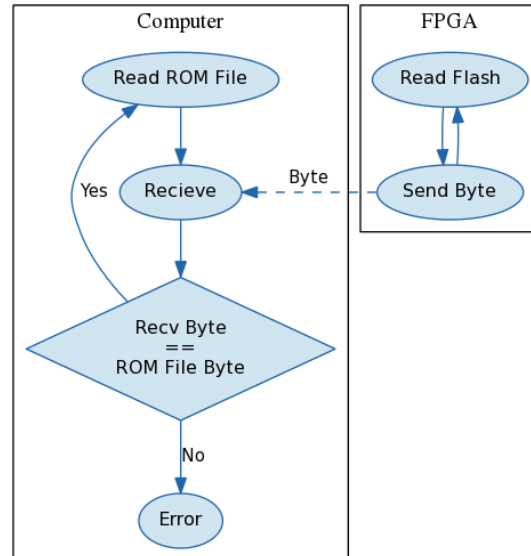 Computer
FPGA
Read ROM File
Read Flash
Yes
Recieve
Byte
Send Byte
Recv Byte
==
ROM File Byte
No
Error